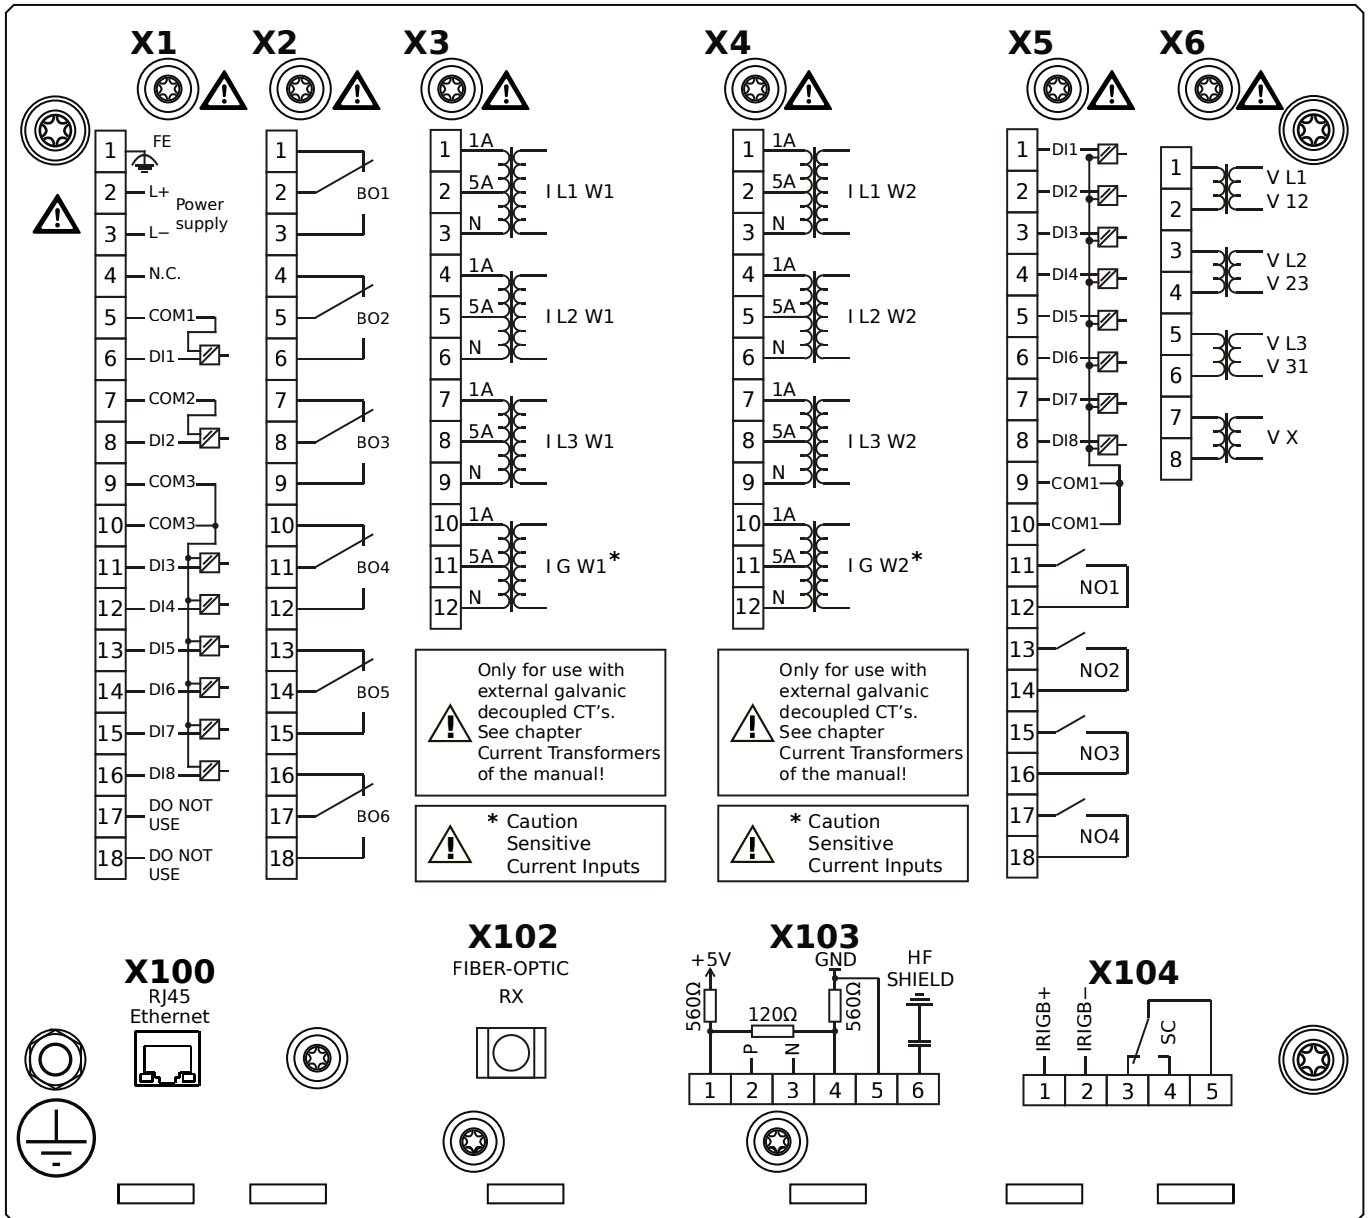 X1
X2
X3
X4
X5
X6
1
FE
2
L+
Power
supply
3
L−
4
N.C.
5
COM1
6
DI1
7
COM2
8
DI2
9
COM3
10
COM3
11
DI3
12
DI4
13
DI5
14
DI6
15
DI7
16
DI8
17
DO NOT
USE
18
DO NOT
USE
1
2
BO1
3
4
5
BO2
6
7
8
BO3
9
10
11
BO4
12
13
14
BO5
15
16
17
BO6
18
1
1A
2
5A
I L1 W1
3
N
4
1A
5
5A
I L2 W1
6
N
7
1A
8
5A
I L3 W1
9
N
10
1A
11
5A
I G W1*
12
N
Only for use with
external galvanic
decoupled CT's.
See chapter
Current Transformers
of the manual!
* Caution
Sensitive
Current Inputs
1
1A
2
5A
I L1 W2
3
N
4
1A
5
5A
I L2 W2
6
N
7
1A
8
5A
I L3 W2
9
N
10
1A
11
5A
I G W2*
12
N
Only for use with
external galvanic
decoupled CT's.
See chapter
Current Transformers
of the manual!
* Caution
Sensitive
Current Inputs
1
DI1
2
DI2
3
DI3
4
DI4
5
DI5
6
DI6
7
DI7
8
DI8
9
COM1
10
COM1
11
NO1
12
13
NO2
14
15
NO3
16
17
NO4
18
1
V L1
V 12
2
3
V L2
V 23
4
5
V L3
V 31
6
7
V X
8
X100
RJ45
Ethernet
X102
FIBER-OPTIC
RX
X103
+5V
GND
HF
SHIELD
560Ω
120Ω
560Ω
P
N
1 2 3 4 5 6
X104
IRIGB+
IRIGB−
SC
1 2 3 4 5